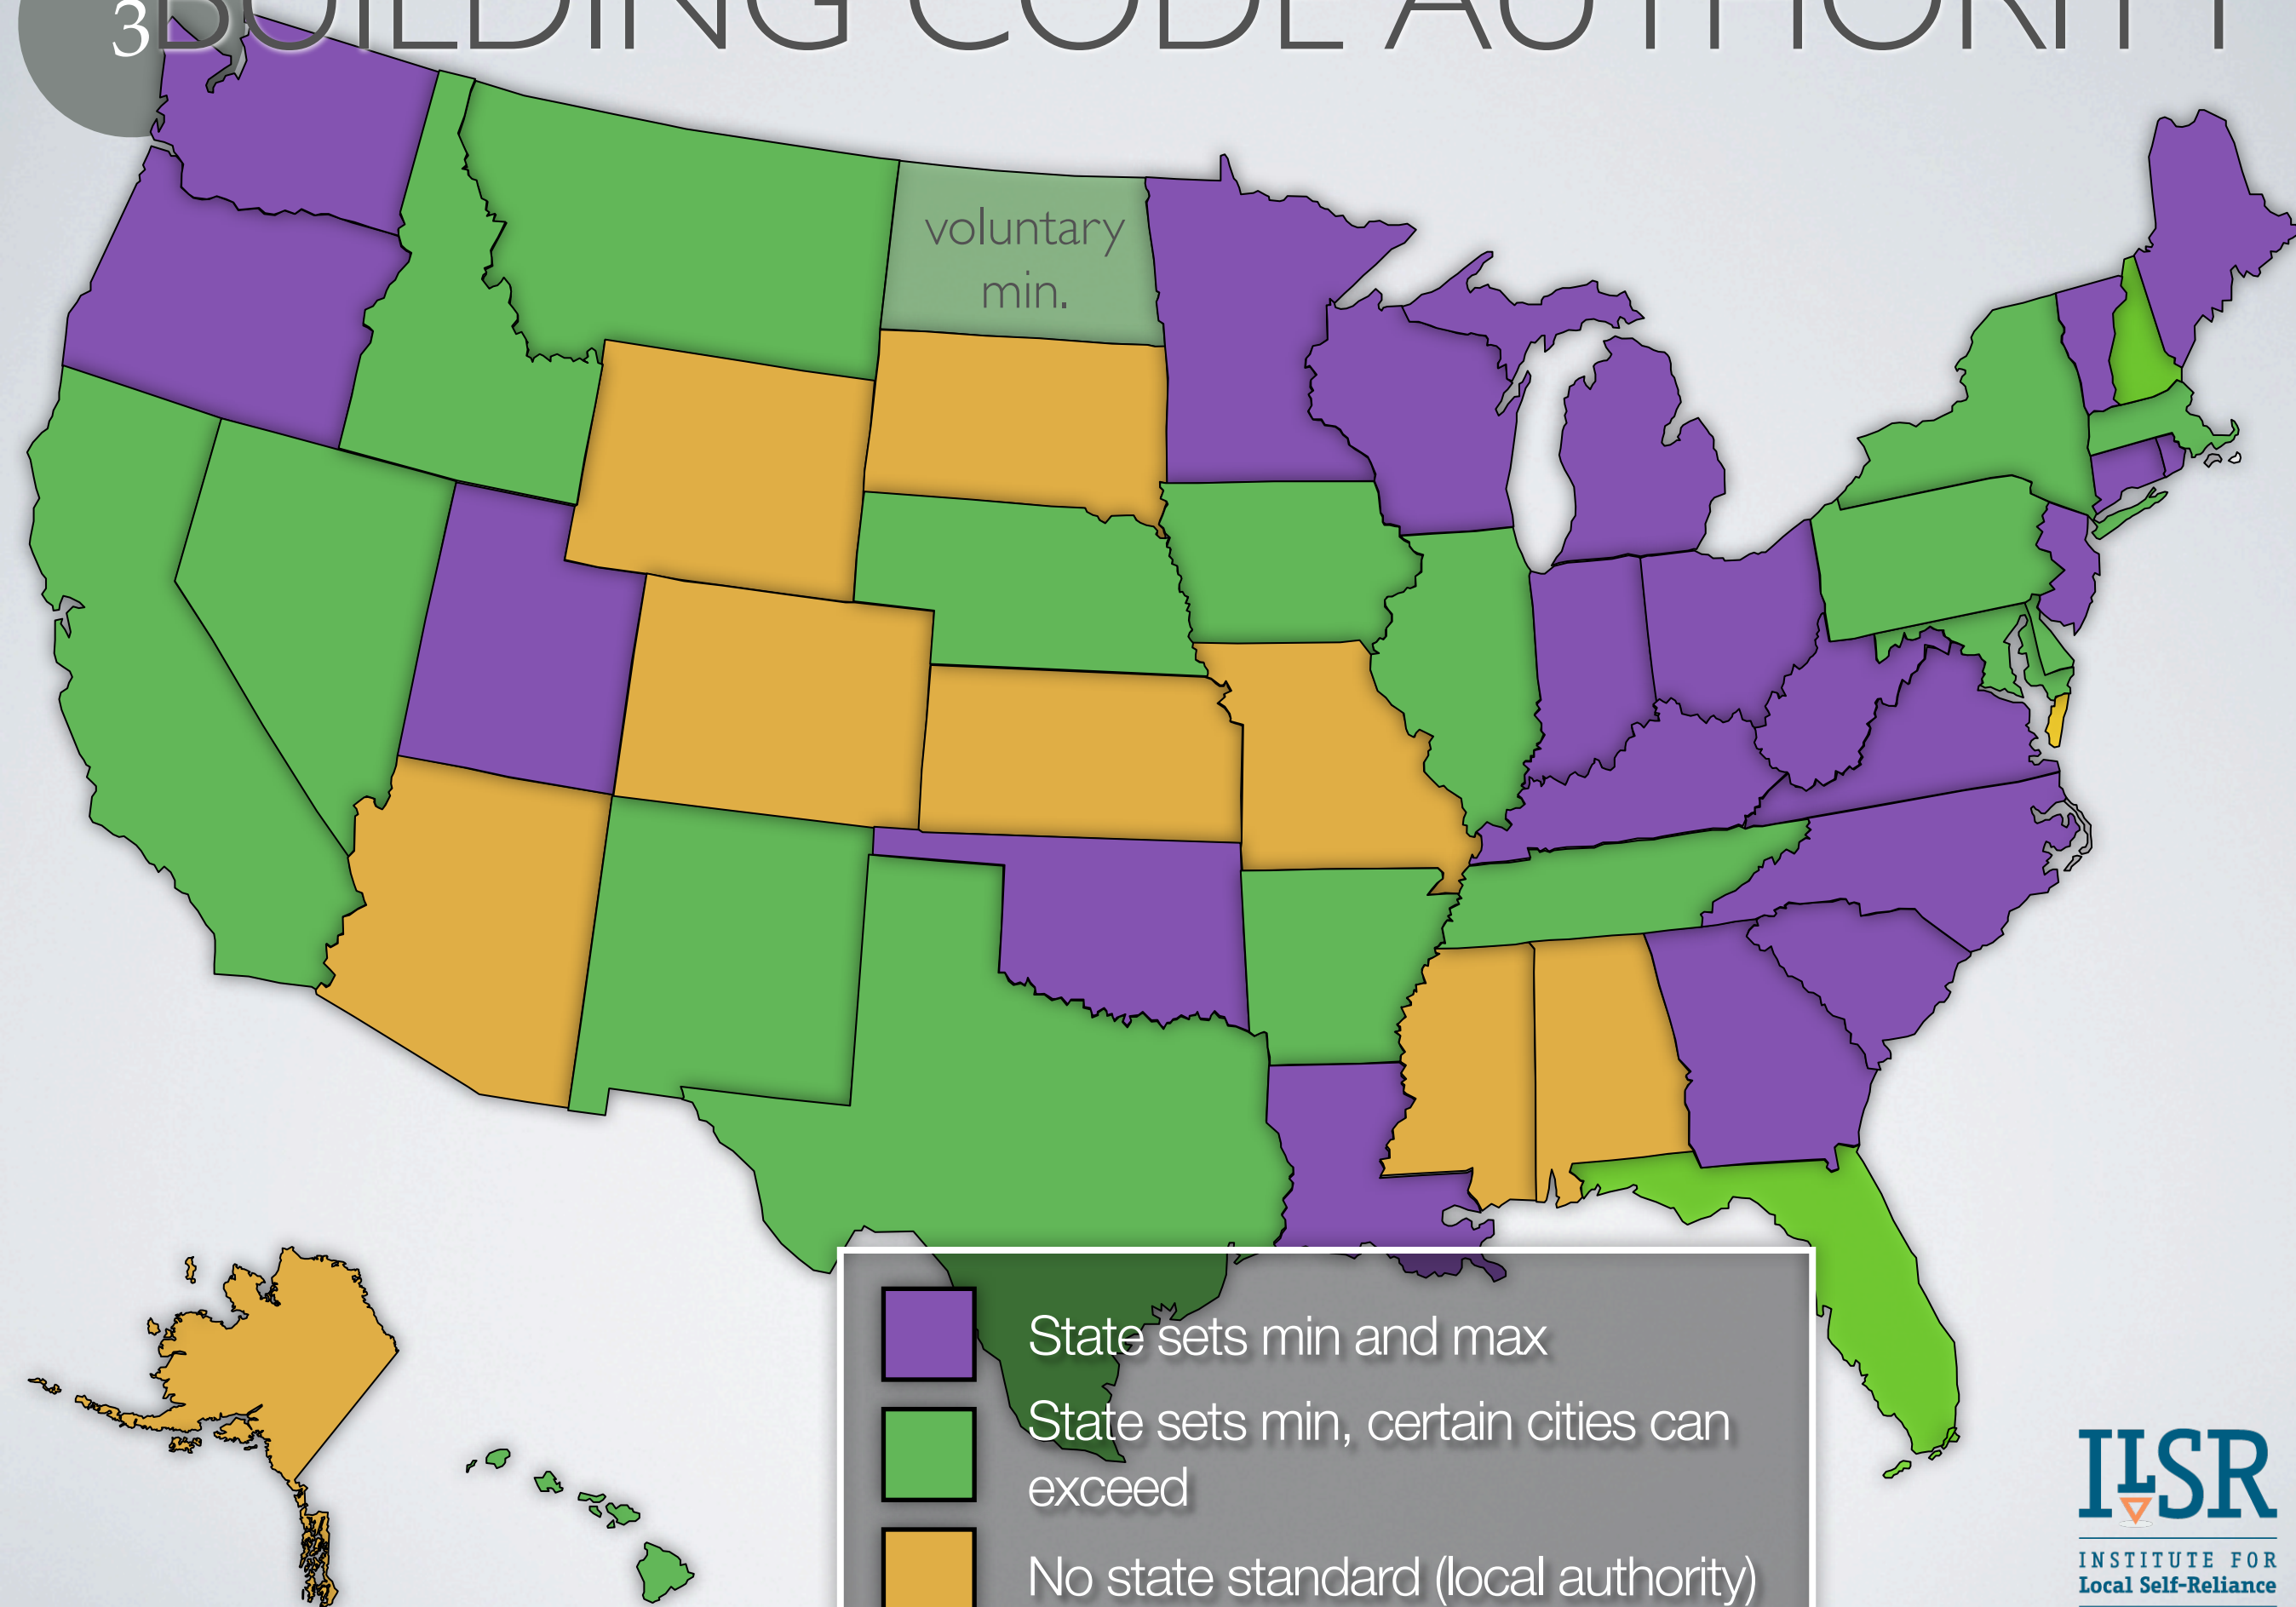 3
BUILDING CODE AUTHORITY
voluntary
min.
State sets min and max
State sets min, certain cities can
exceed
No state standard (local authority)
ILSR
INSTITUTE FOR
Local Self-Reliance